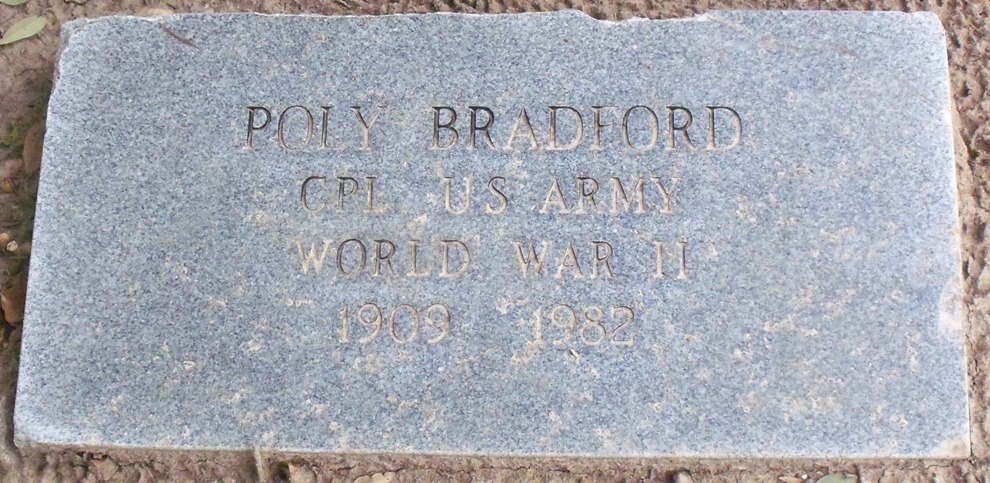 POLY BRADFORD
CPL US ARMY
WORLD WAR II
1909 1982